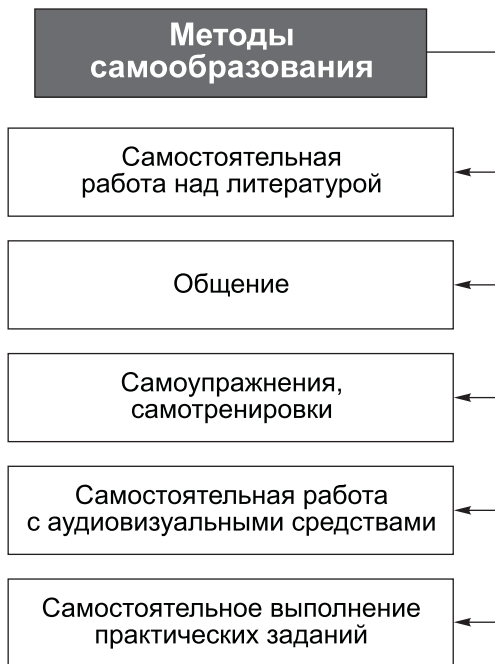 Методы
самообразования
Самостоятельная
работа над литературой
Общение
Самоупражнения,
самотренировки
Самостоятельная работа
с аудиовизуальными средствами
Самостоятельное выполнение
практических заданий